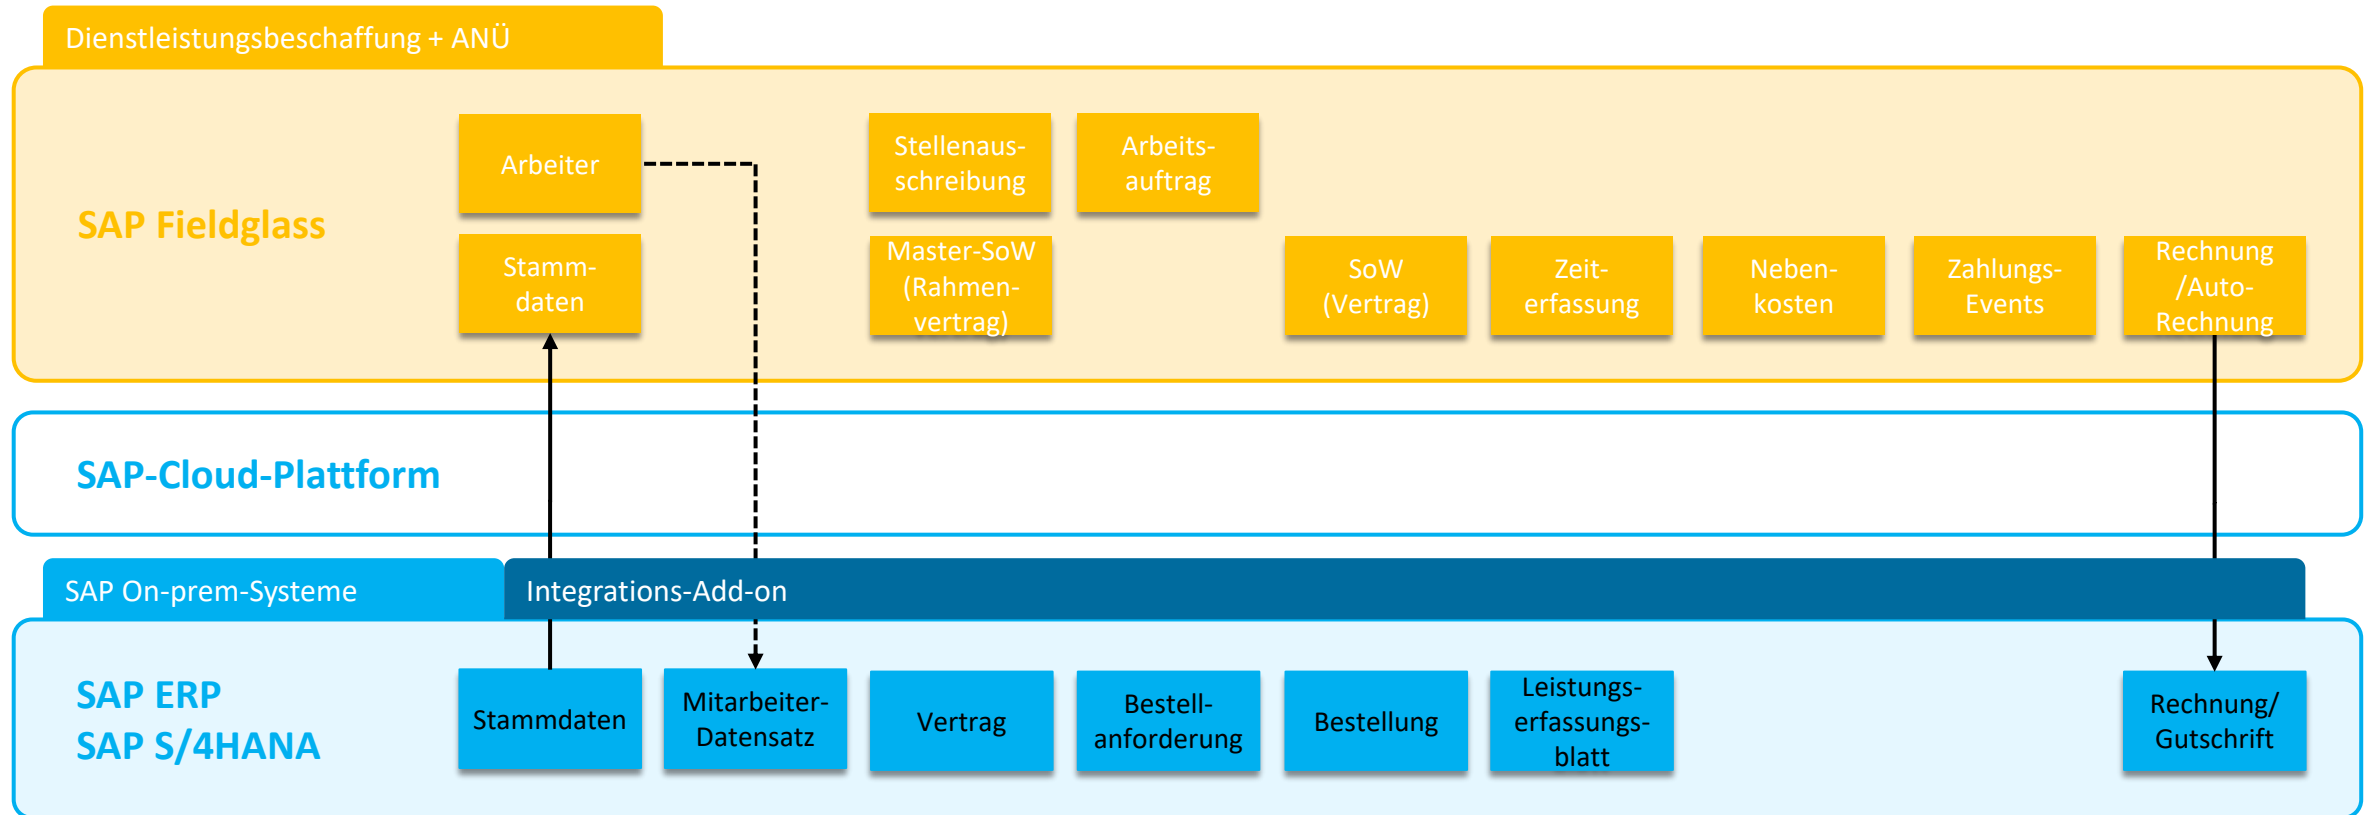 Dienstleistungsbeschaffung + ANÜ
SAP Fieldglass
Arbeiter
Stamm-
daten
Stellenaus-
schreibung
Arbeits-
auftrag
Master-SoW
(Rahmen-
vertrag)
SoW
(Vertrag)
Zeit-
erfassung
Neben-
kosten
Zahlungs-
Events
Rechnung
/Auto-
Rechnung
SAP-Cloud-Plattform
SAP On-prem-Systeme
Integrations-Add-on
SAP ERP
SAP S/4HANA
Stammdaten
Mitarbeiter-
Datensatz
Vertrag
Bestell-
anforderung
Bestellung
Leistungs-
erfassungs-
blatt
Rechnung/
Gutschrift